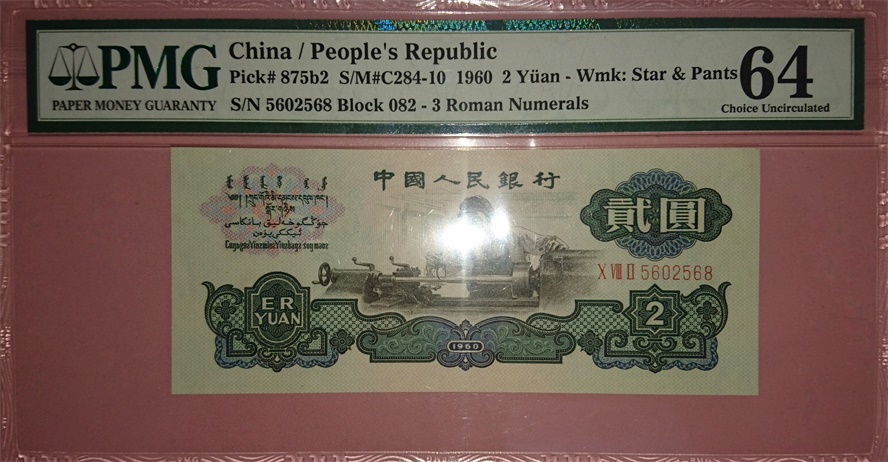 PMG
PAPER MONEY GUARANTY
China / People's Republic
Pick# 875b2 S/M#C284-10 1960 2 Yüan - Wmk: Star & Pants
S/N 5602568 Block 082 - 3 Roman Numerals
64
Choice Uncirculated
中國人民銀行
貳圓
X VIII II 5602568
ER
YUAN
2
1960